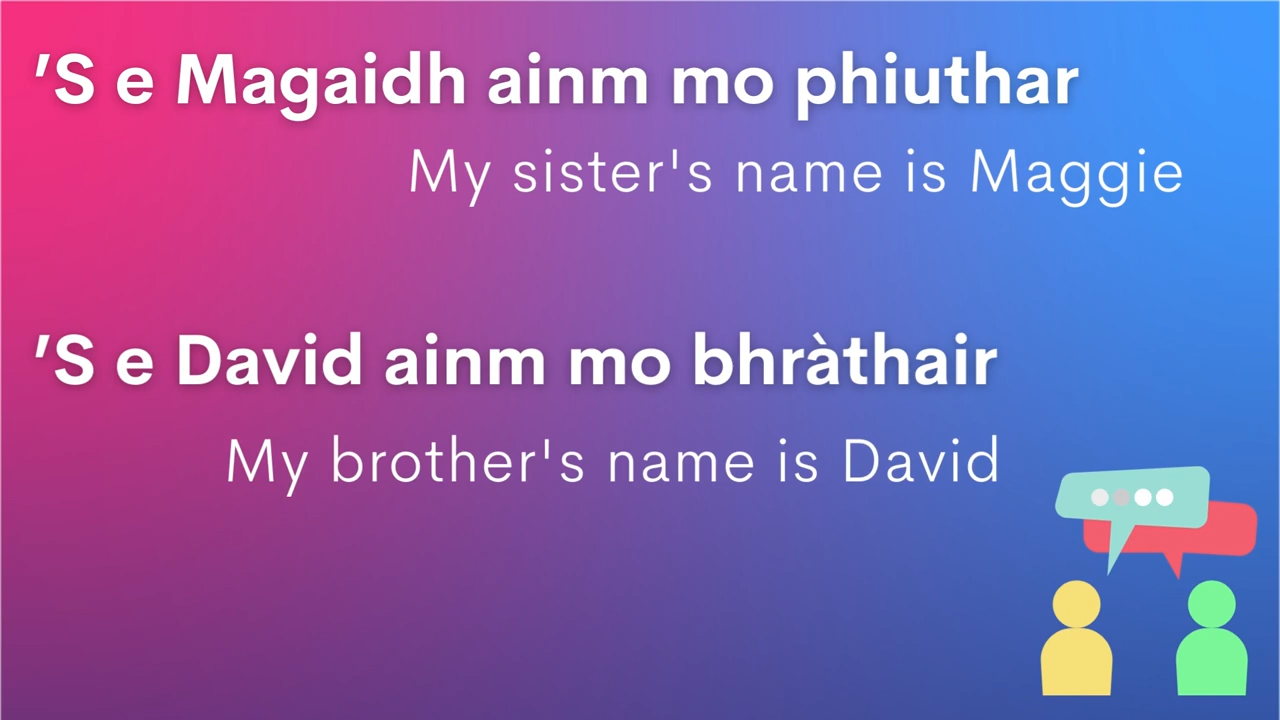 ’S e Magaidh ainm mo phiuthar
My sister's name is Maggie
’S e David ainm mo bhràthair
My brother's name is David